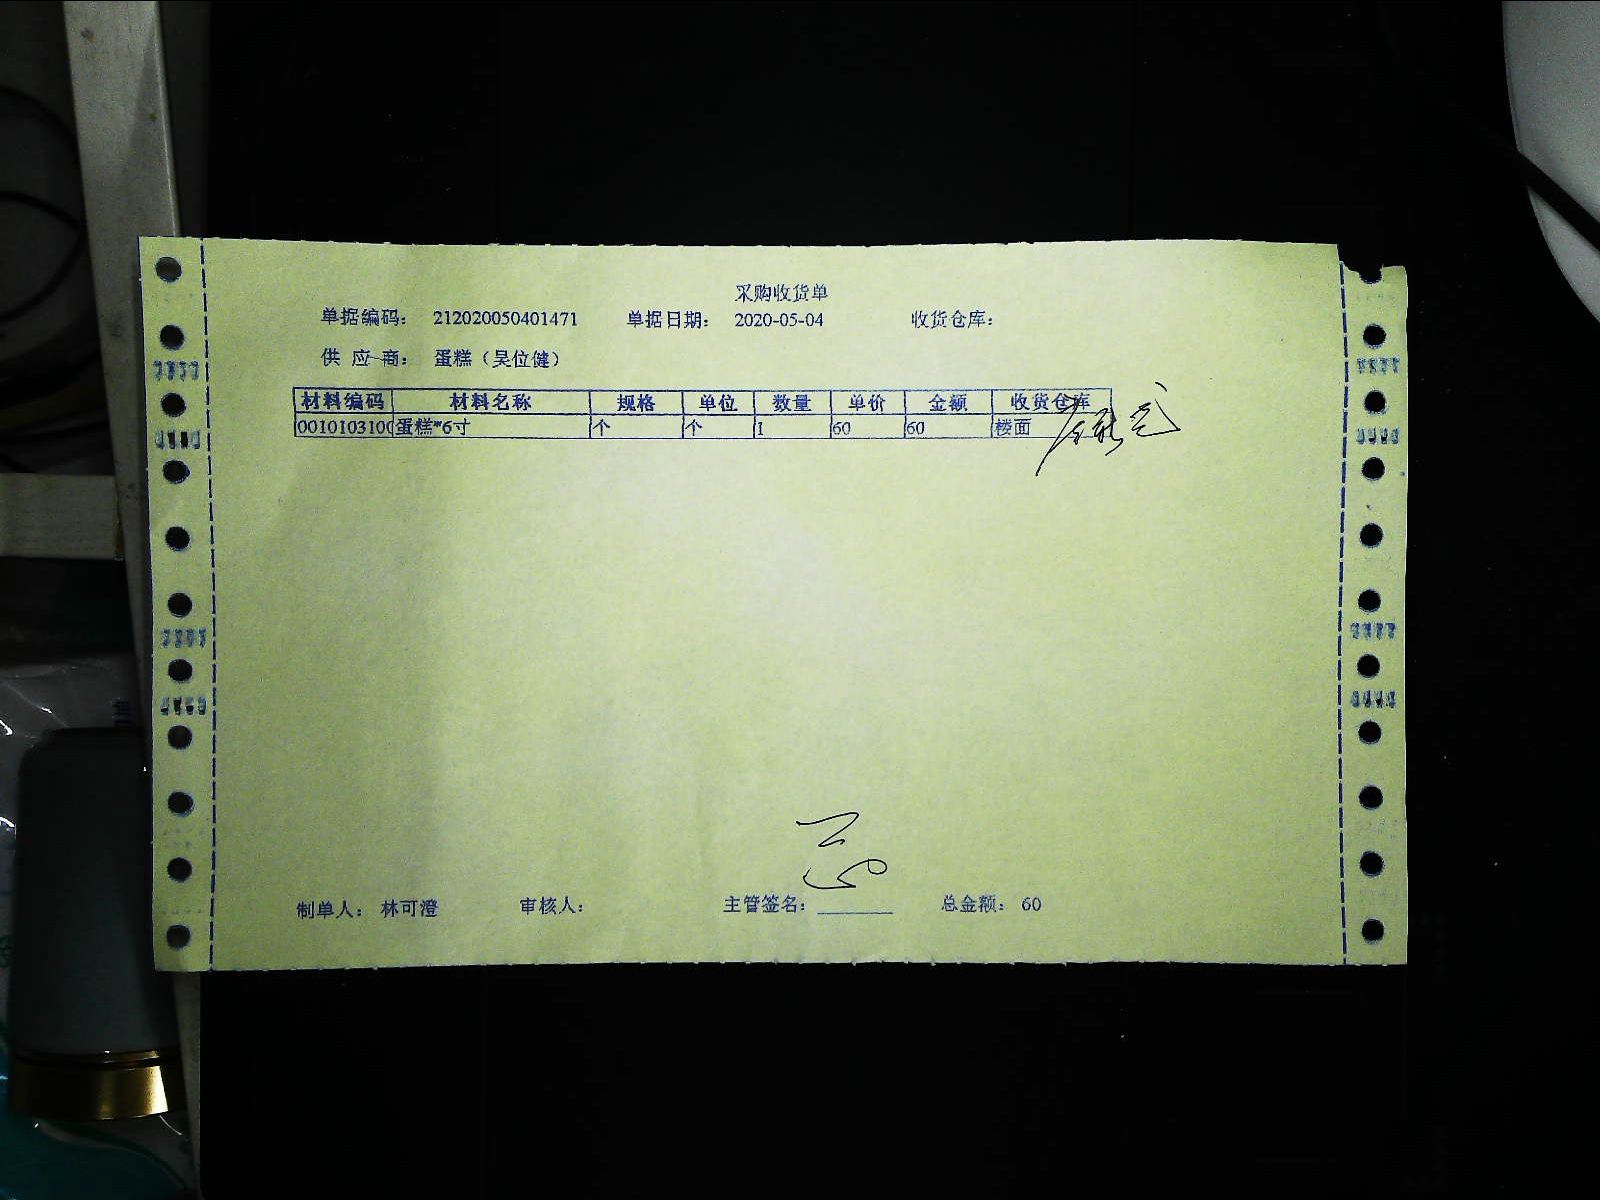 采购收货单
单据编码： 212020050401471 单据日期： 2020-05-04 收货仓库：
供 应 商： 蛋糕（吴位健）
材料编码 材料名称 规格 单位 数量 单价 金额 收货仓库
0010103100 蛋糕*6寸 个 个 1 60 60 楼面
制单人： 林可澄 审核人： 主管签名：________ 总金额： 60